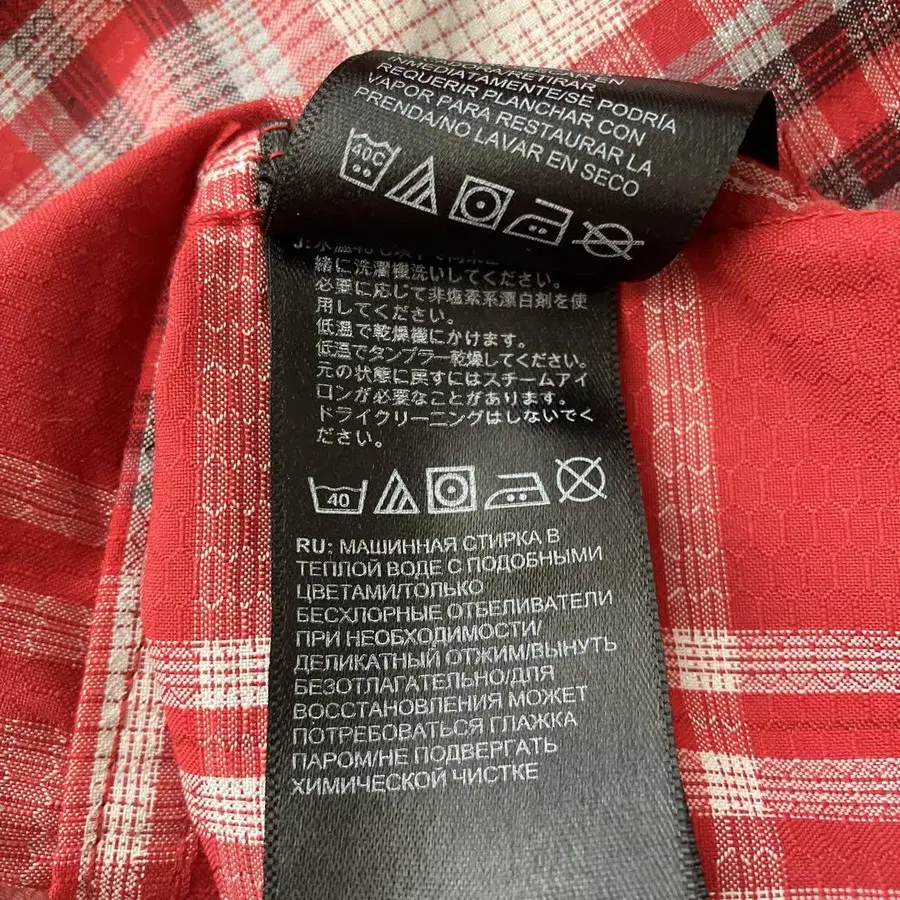 INMEDIATAMENTE/SE PODRÍA
REQUERIR PLANCHAR CON
VAPOR PARA RESTAURAR LA
PRENDA/NO LAVAR EN SECO
40C
緒に洗濯機洗いしてください。
必要に応じて非塩素系漂白剤を使
用してください。
低温で乾燥機にかけます。
低温でタンブラー乾燥してください。
元の状態に戻すにはスチームアイ
ロンが必要なことがあります。
ドライクリーニングはしないでく
ださい。
40
RU: МАШИННАЯ СТИРКА В
ТЕПЛОЙ ВОДЕ С ПОДОБНЫМИ
ЦВЕТАМИ/ТОЛЬКО
БЕСХЛОРНЫЕ ОТБЕЛИВАТЕЛИ
ПРИ НЕОБХОДИМОСТИ/
ДЕЛИКАТНЫЙ ОТЖИМ/ВЫНУТЬ
БЕЗОТЛАГАТЕЛЬНО/ДЛЯ
ВОССТАНОВЛЕНИЯ МОЖЕТ
ПОТРЕБОВАТЬСЯ ГЛАЖКА
ПАРОМ/НЕ ПОДВЕРГАТЬ
ХИМИЧЕСКОЙ ЧИСТКЕ